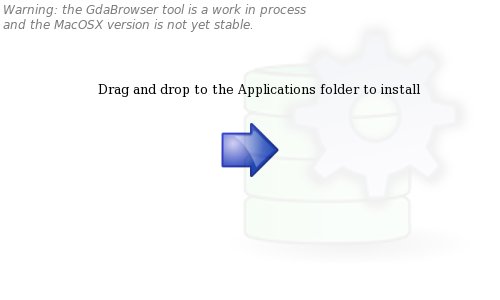 Warning: the GdaBrowser tool is a work in process
and the MacOSX version is not yet stable.
Drag and drop to the Applications folder to install